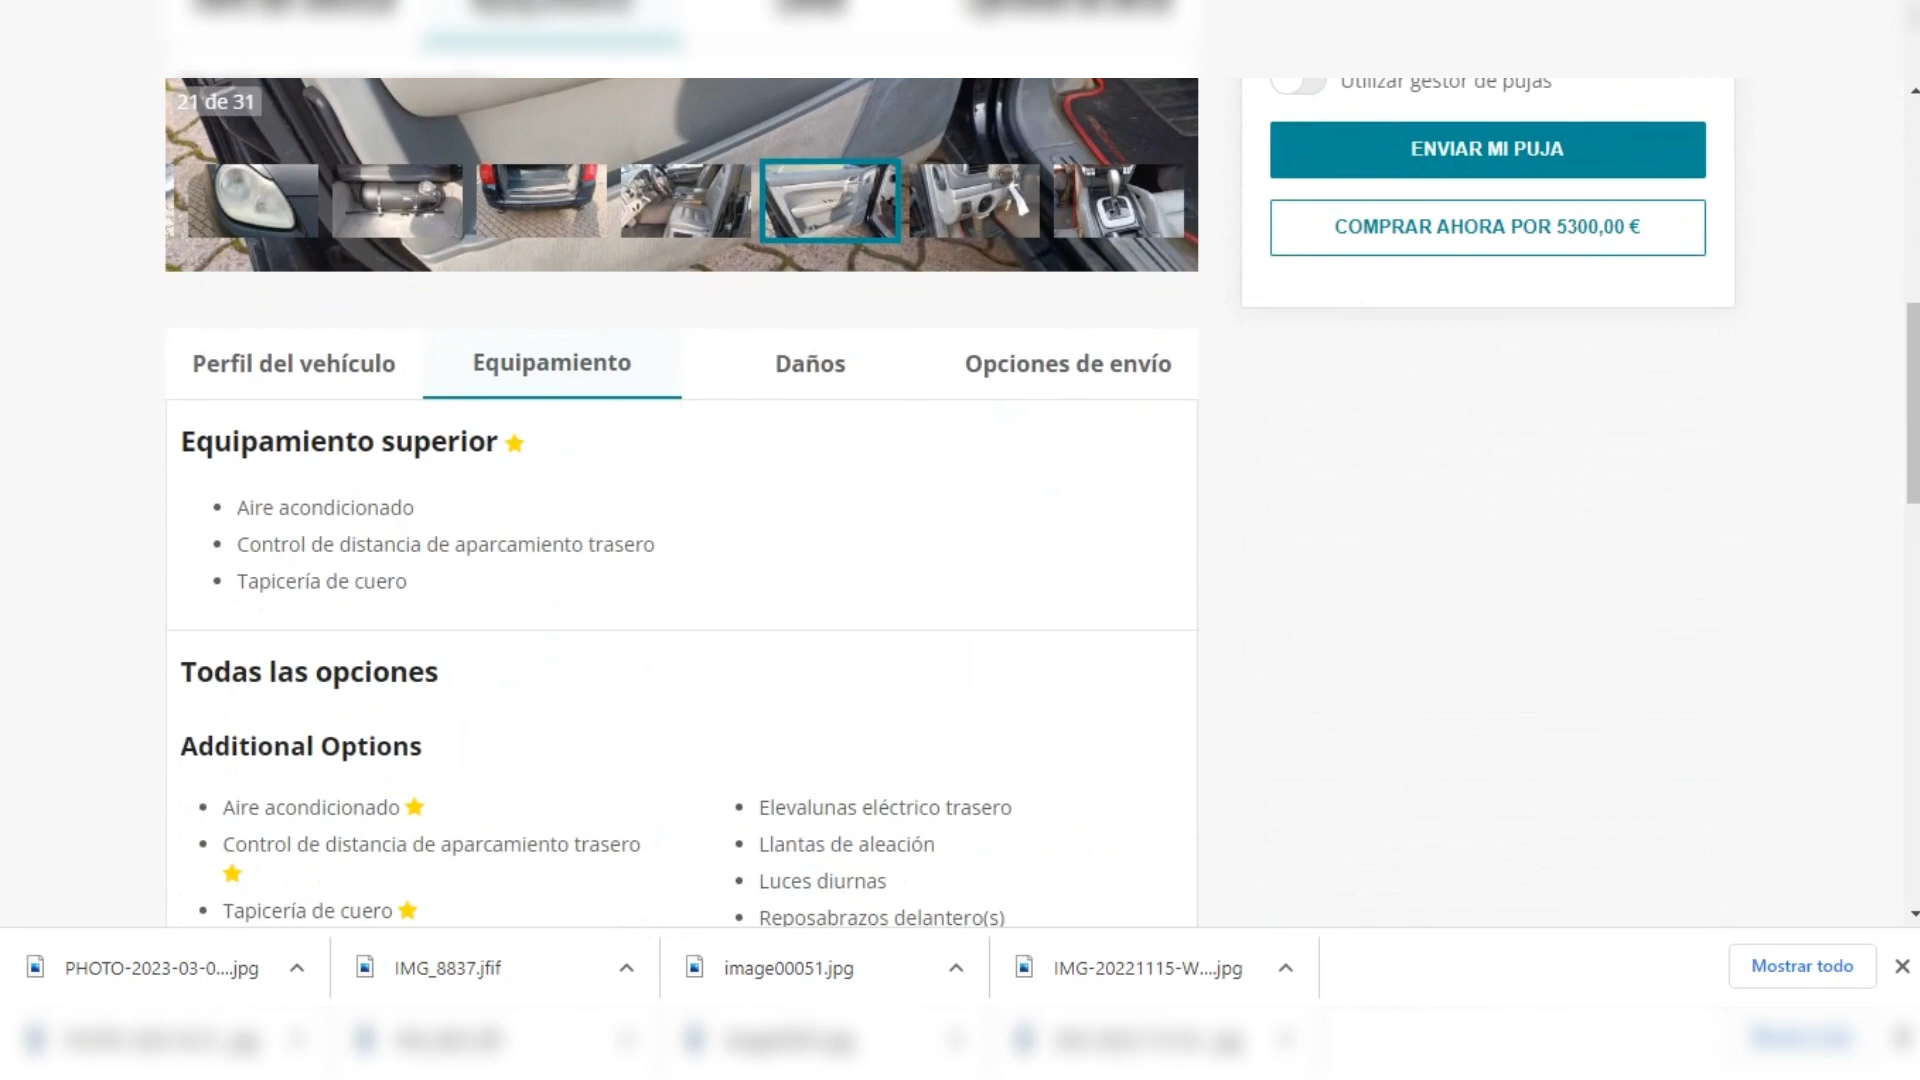 21 de 31
Utilizar gestor de pujas
ENVIAR MI PUJA
COMPRAR AHORA POR 5300,00 €
Perfil del vehículo
Equipamiento
Daños
Opciones de envío
Equipamiento superior
Aire acondicionado
Control de distancia de aparcamiento trasero
Tapicería de cuero
Todas las opciones
Additional Options
Aire acondicionado
Control de distancia de aparcamiento trasero
Tapicería de cuero
Elevalunas eléctrico trasero
Llantas de aleación
Luces diurnas
Reposabrazos delantero(s)
PHOTO-2023-03-0....jpg
IMG_8837.jfif
image00051.jpg
IMG-20221115-W....jpg
Mostrar todo